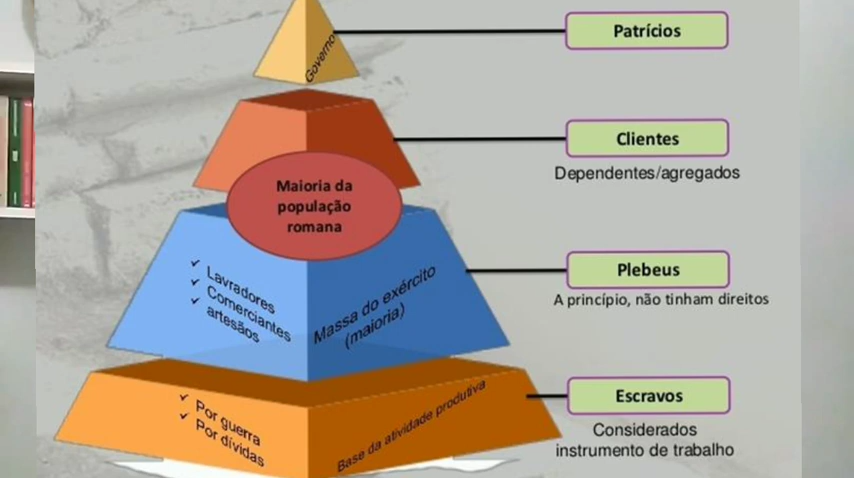 Governo
Patrícios
Clientes
Dependentes/agregados
Maioria da
população
romana
Lavradores
Comerciantes
artesãos
Massa do exército
(maioria)
Plebeus
A princípio, não tinham direitos
Por guerra
Por dívidas
Base da atividade produtiva
Escravos
Considerados
instrumento de trabalho